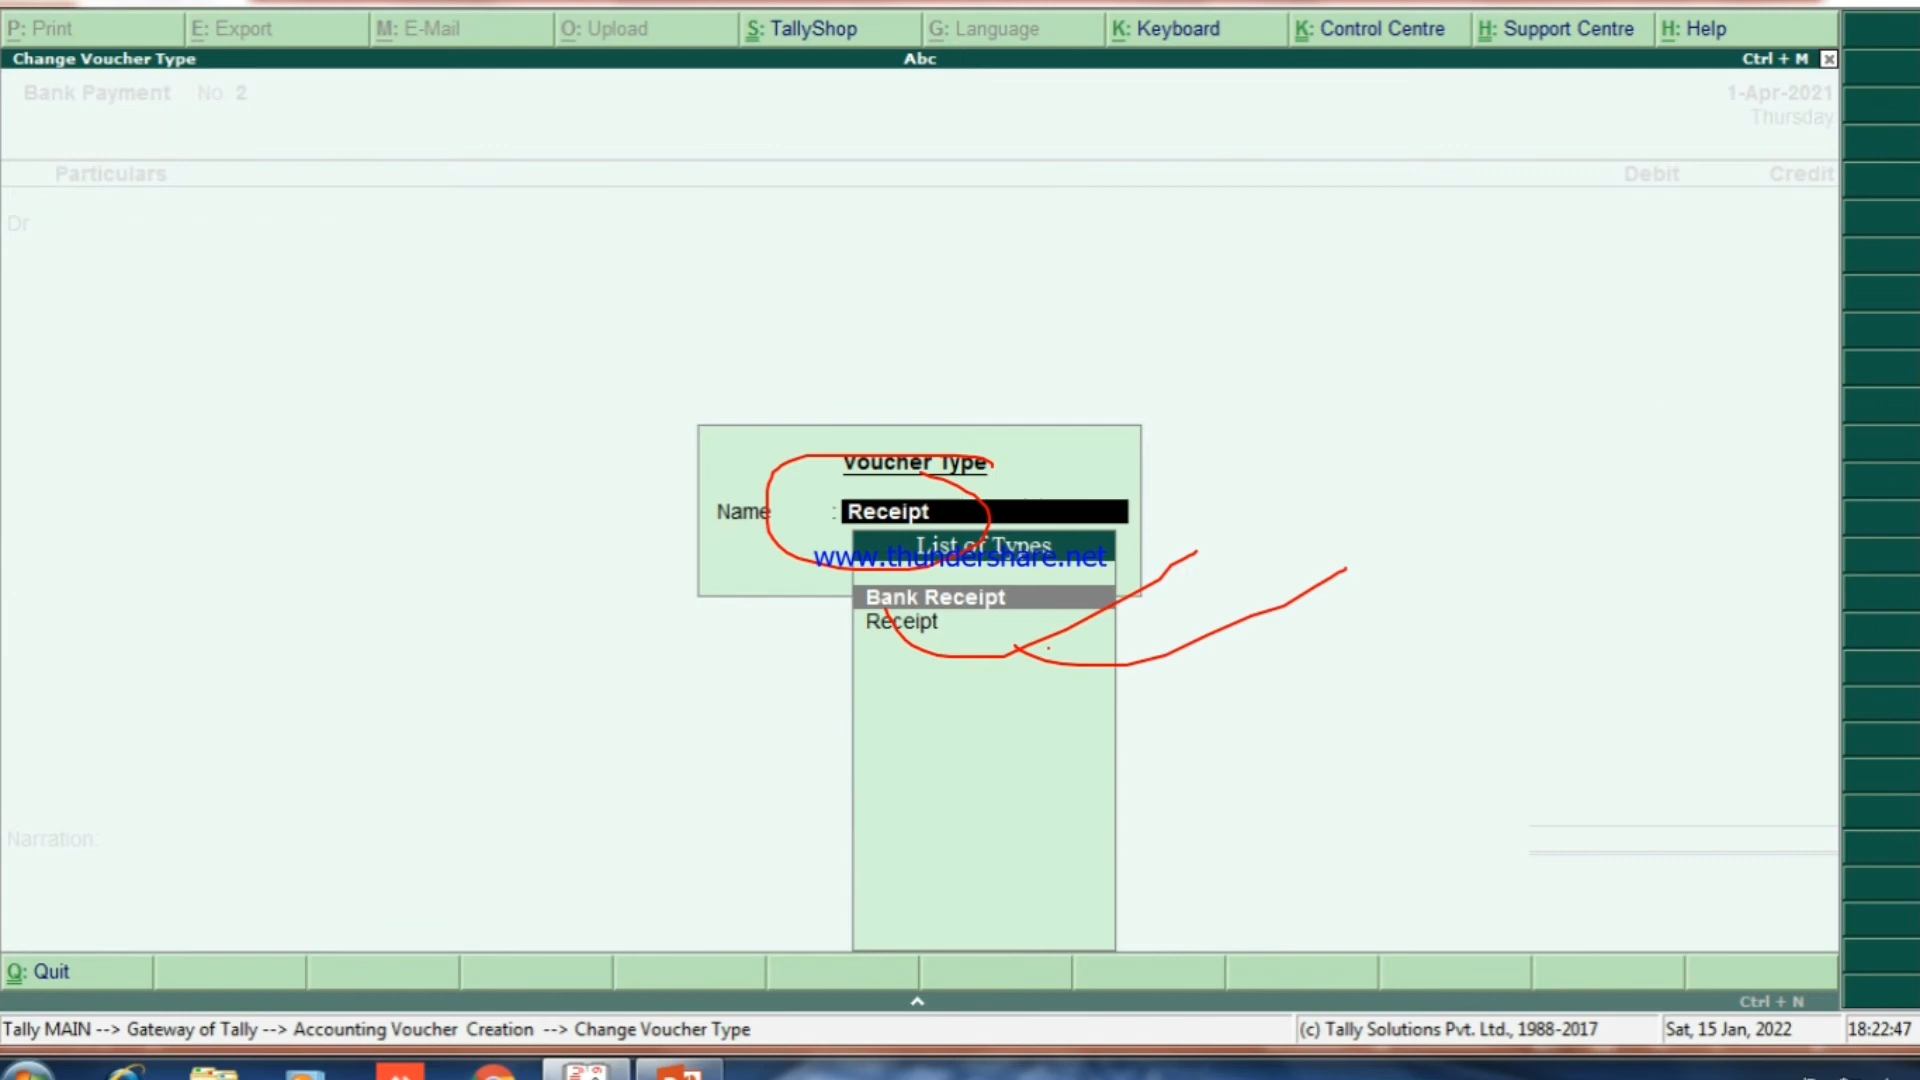 P: Print E: Export M: E-Mail O: Upload S: TallyShop G: Language K: Keyboard K: Control Centre H: Support Centre H: Help
Change Voucher Type Abc Ctrl + M
Bank Payment No. 2 1-Apr-2021
Thursday
Particulars Debit Credit
Dr
Voucher Type
Name : Receipt
List of Types
www.thundershare.net
Bank Receipt
Receipt
Narration:
Q: Quit
Ctrl + N
Tally MAIN --> Gateway of Tally --> Accounting Voucher Creation --> Change Voucher Type (c) Tally Solutions Pvt. Ltd., 1988-2017 Sat, 15 Jan, 2022 18:22:47